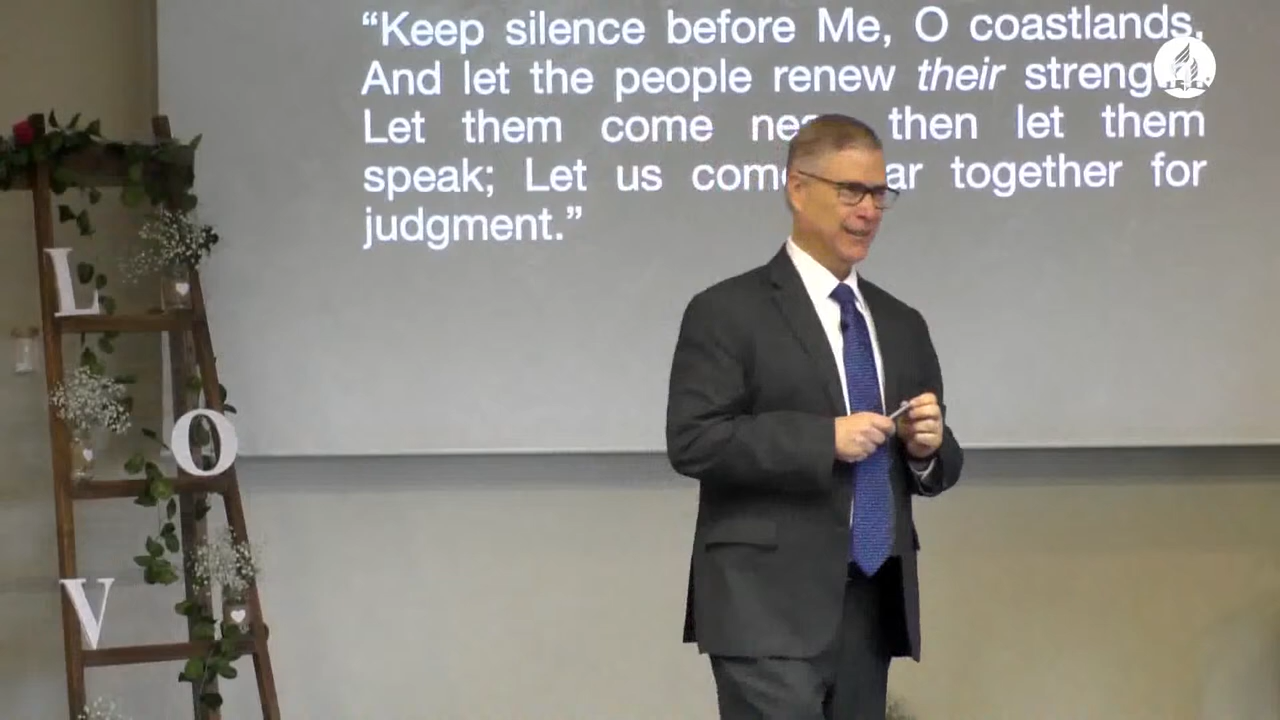 “Keep silence before Me, O coastlands,
And let the people renew their
Let them come then let them
speak; Let us come together for
judgment.”
L
O
V